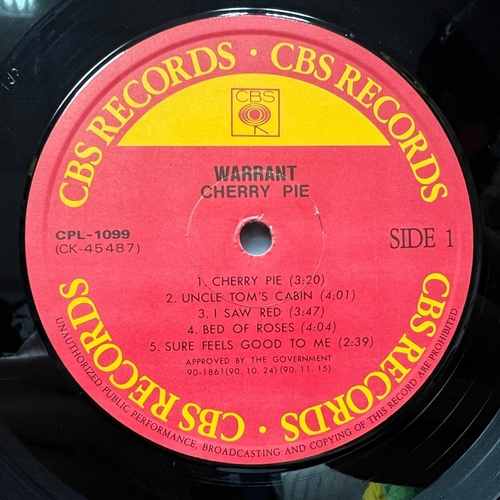 CBS RECORDS · CBS RECORDS
CBS
WARRANT
CHERRY PIE
CPL-1099
(CK-45487)
SIDE 1
1. CHERRY PIE (3:20)
2. UNCLE TOM'S CABIN (4:01)
3. I SAW RED (3:47)
4. BED OF ROSES (4:04)
5. SURE FEELS GOOD TO ME (2:39)
APPROVED BY THE GOVERNMENT
90-1861(90. 10. 24) (90. 11. 15)
CBS RECORDS · CBS RECORDS
UNAUTHORIZED PUBLIC PERFORMANCE, BROADCASTING AND COPYING OF THIS RECORD ARE PROHIBITED